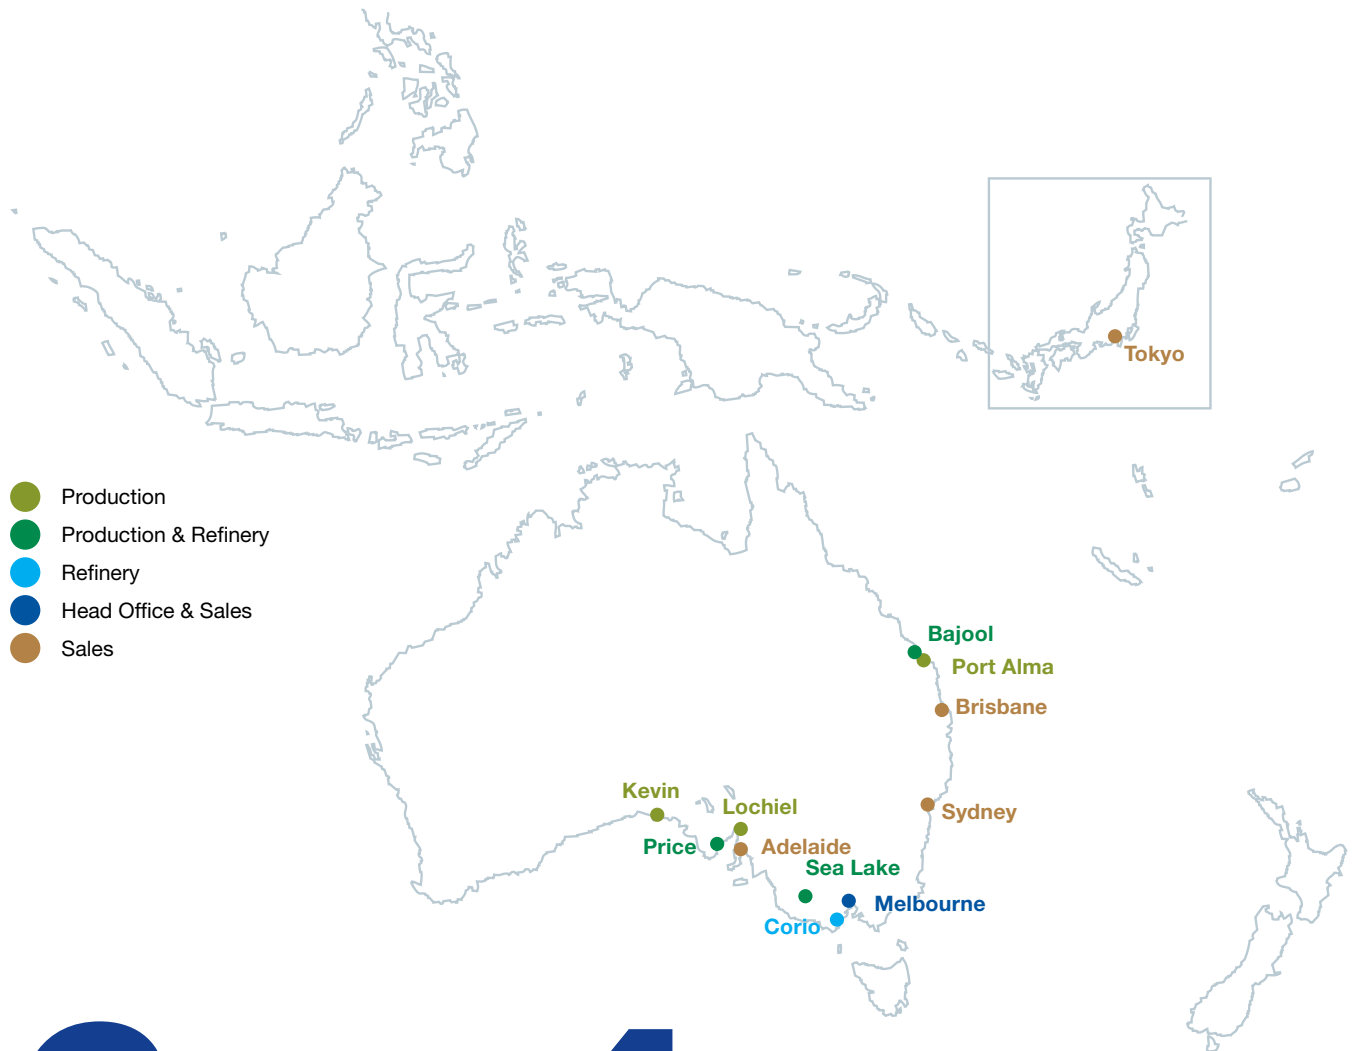 Tokyo
Production
Production & Refinery
Refinery
Head Office & Sales
Sales
Bajool
Port Alma
Brisbane
Kevin
Lochiel
Sydney
Price
Adelaide
Sea Lake
Melbourne
Corio